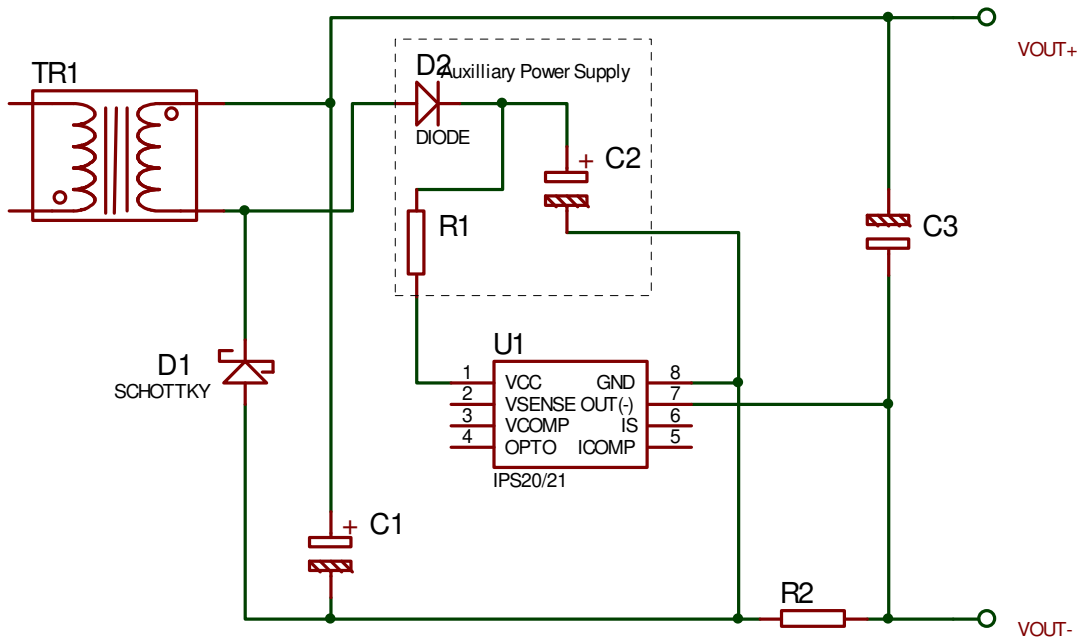 VOUT+
TR1
D2
Auxilliary Power Supply
DIODE
+ C2
R1
C3
U1
D1
SCHOTTKY
1 VCC GND 8
2 VSENSE OUT(-) 7
3 VCOMP IS 6
4 OPTO ICOMP 5
IPS20/21
+ C1
R2
VOUT-